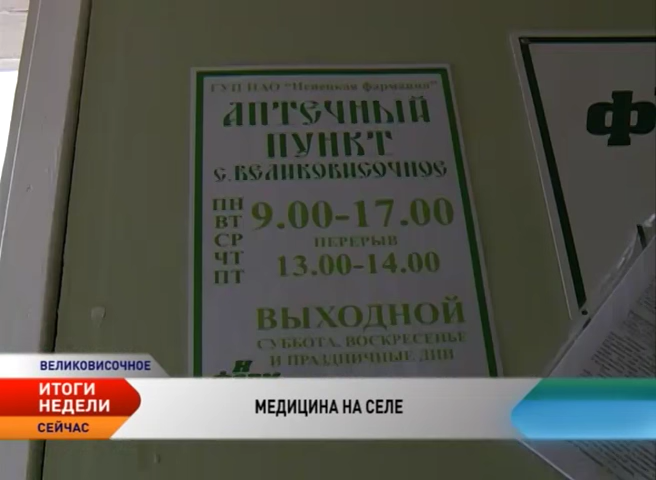 ГУП НАО "Ненецкая фармация"
АПТЕЧНЫЙ
ПУНКТ
с. ВЕЛИКОВИСОЧНОЕ
ПН
ВТ
СР
ЧТ
ПТ
9.00-17.00
ПЕРЕРЫВ
13.00-14.00
ВЫХОДНОЙ
СУББОТА, ВОСКРЕСЕНЬЕ
И ПРАЗДНИЧНЫЕ ДНИ
Н
Ф
ВЕЛИКОВИСОЧНОЕ
ИТОГИ
НЕДЕЛИ
СЕЙЧАС
МЕДИЦИНА НА СЕЛЕ